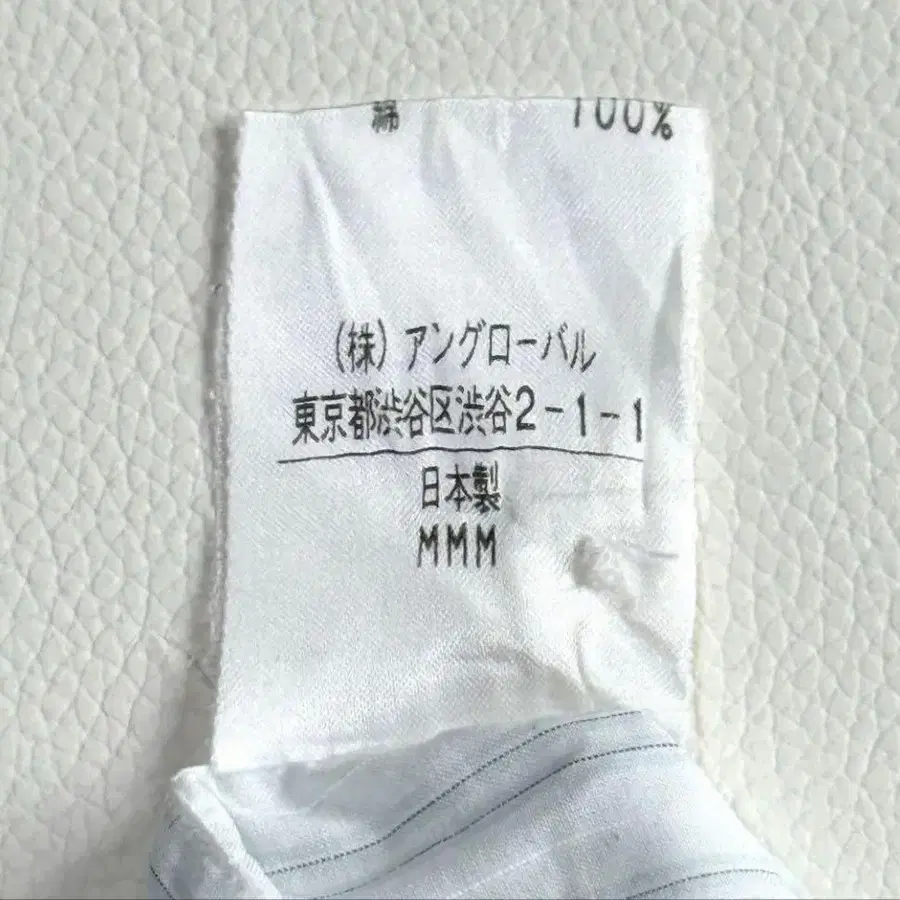 綿 100%
(株)アングローバル
東京都渋谷区渋谷2-1-1
日本製
MMM